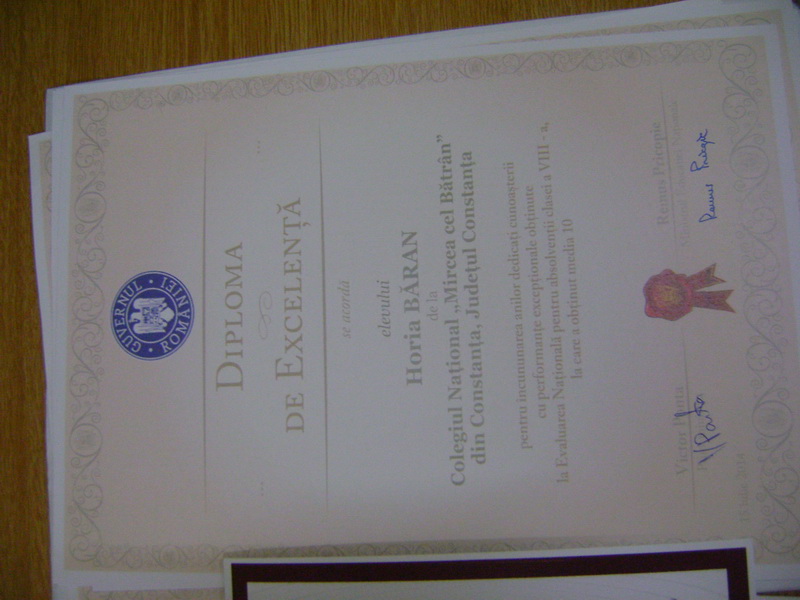 GUVERNUL ROMÂNIEI
DIPLOMA
DE EXCELENȚĂ
se acordă
elevului
Horia BĂRAN
de la
Colegiul Național „Mircea cel Bătrân”
din Constanța, Județul Constanța
pentru încununarea anilor dedicați cunoașterii
cu performanțe excepționale obținute
la Evaluarea Națională pentru absolvenții clasei a VIII - a,
la care a obținut media 10
Victor Ponta
Remus Pricopie